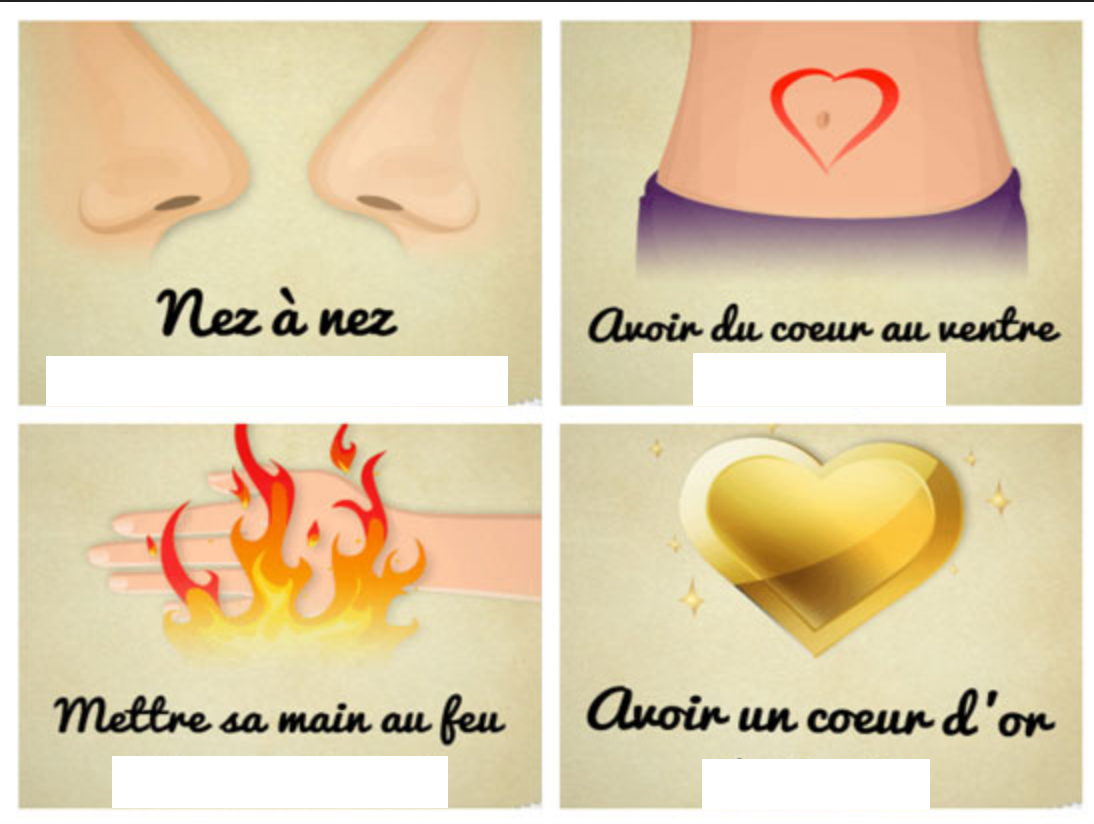 Nez à nez
Avoir du coeur au ventre
Mettre sa main au feu
Avoir un coeur d'or